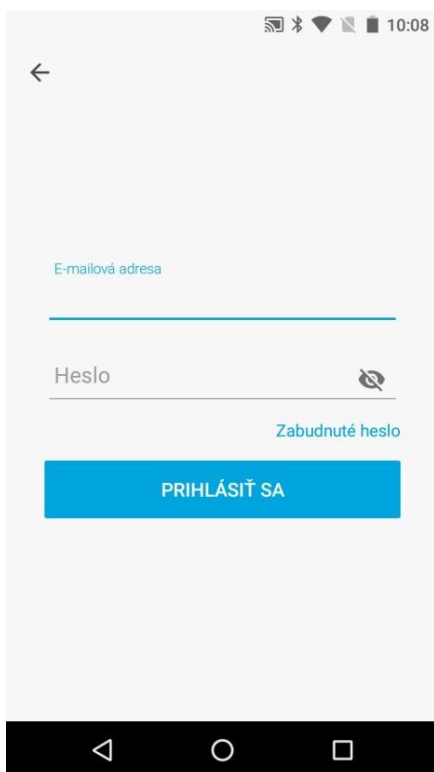 10:08
E-mailová adresa
Heslo
Zabudnuté heslo
PRIHLÁSIŤ SA